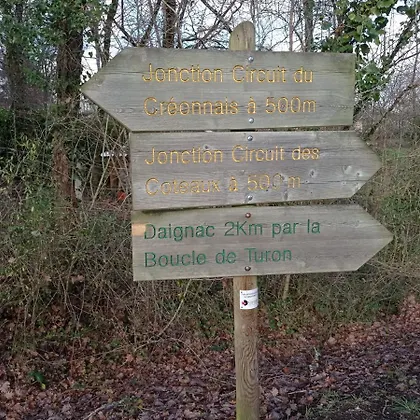 Jonction Circuit du
Créonnais à 500m
Jonction Circuit des
Coteaux à 500m
Daignac 2Km par la
Boucle de Turon